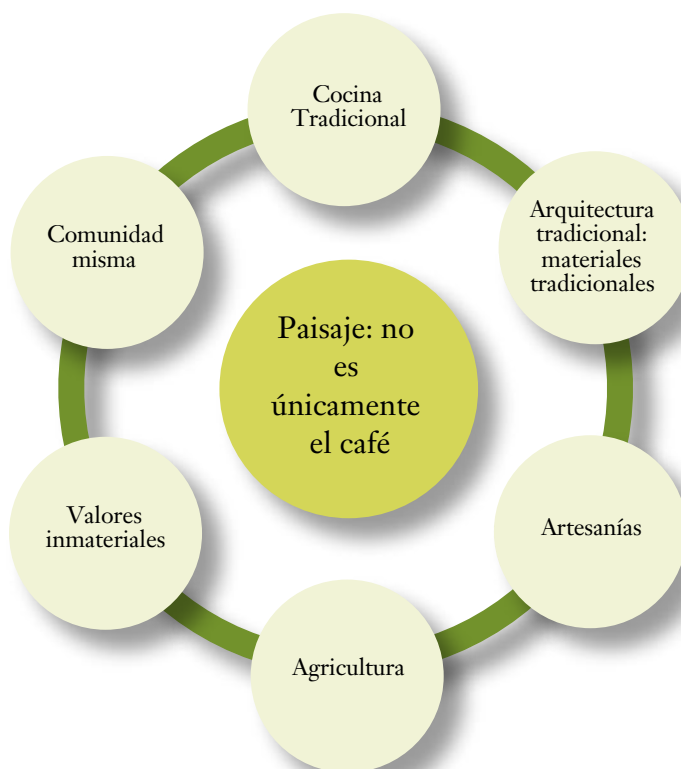 Cocina
Tradicional
Arquitectura
tradicional:
materiales
tradicionales
Artesanías
Agricultura
Valores
inmateriales
Comunidad
misma
Paisaje: no
es
únicamente
el café